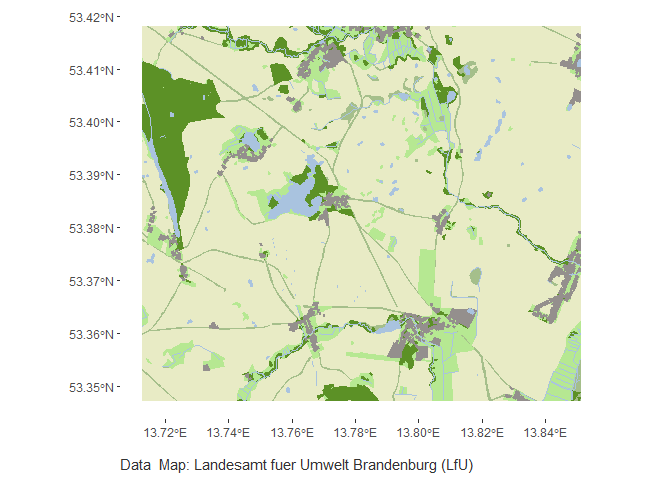 53.42°N
53.41°N
53.40°N
53.39°N
53.38°N
53.37°N
53.36°N
53.35°N
13.72°E 13.74°E 13.76°E 13.78°E 13.80°E 13.82°E 13.84°E
Data  Map: Landesamt fuer Umwelt Brandenburg (LfU)